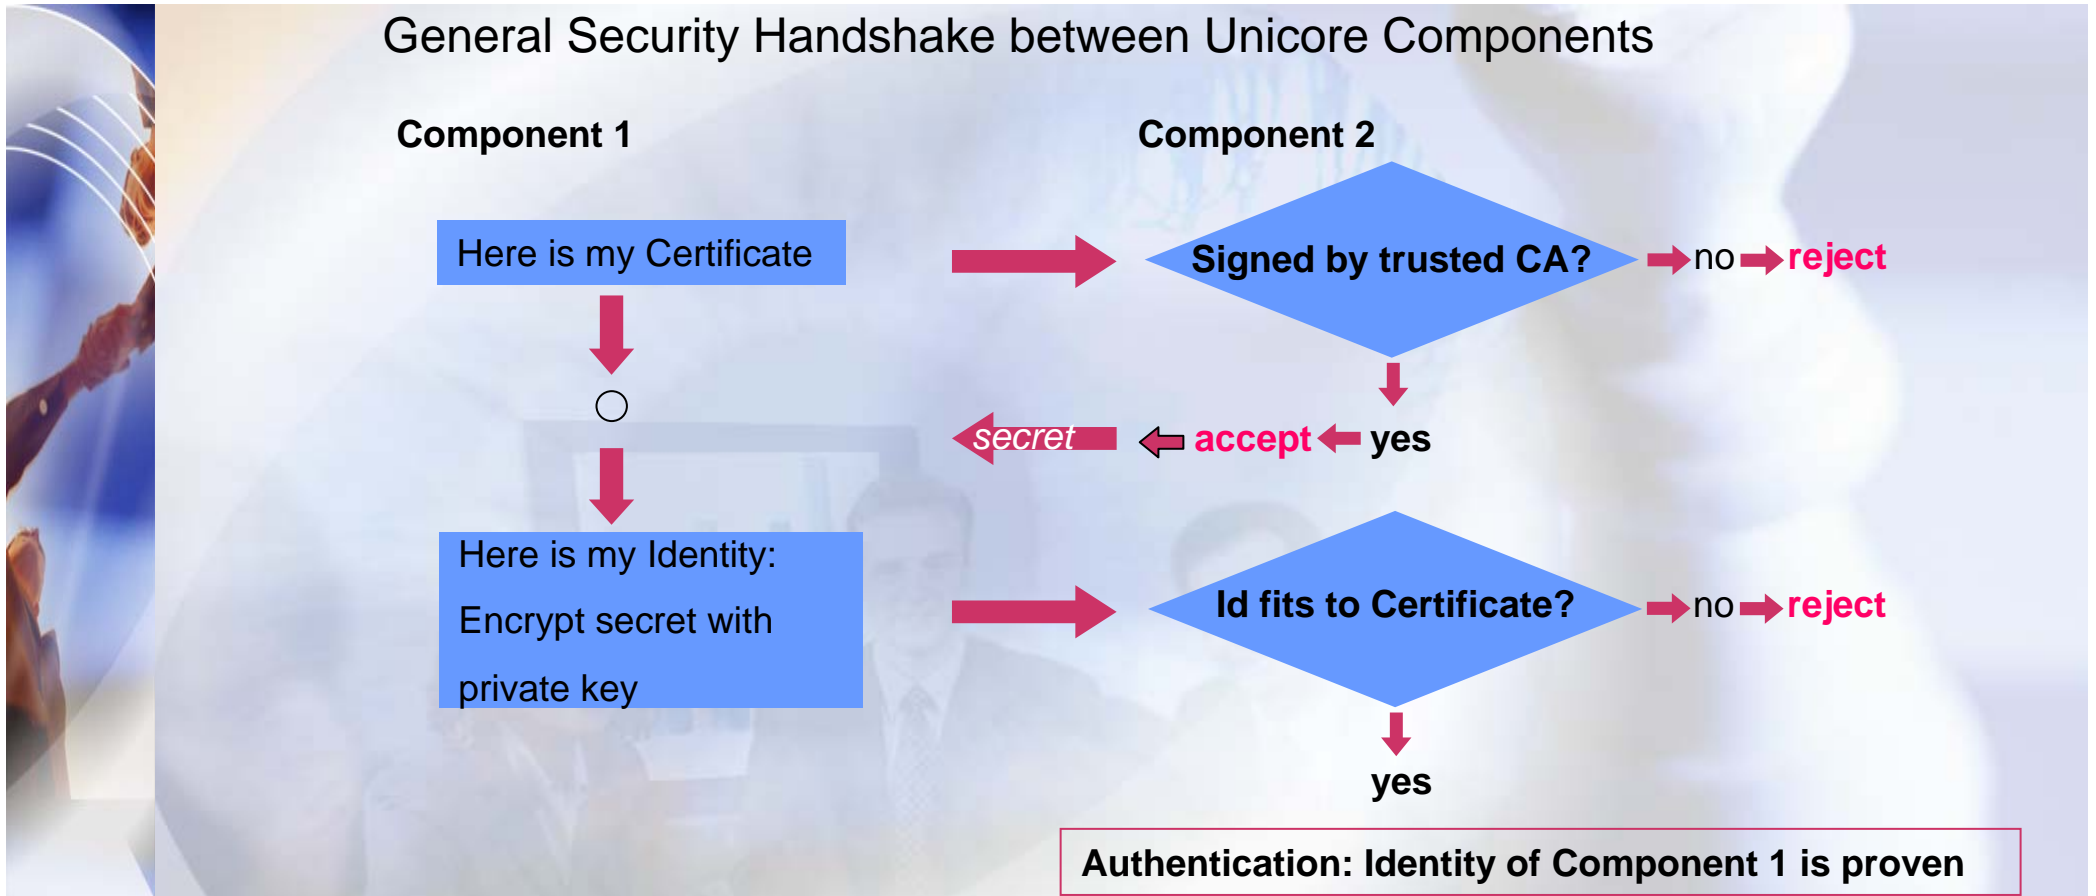 General Security Handshake between Unicore Components
Component 1
Component 2
Here is my Certificate
Signed by trusted CA?
no
reject
secret
accept
yes
Here is my Identity:
Encrypt secret with
private key
Id fits to Certificate?
no
reject
yes
Authentication: Identity of Component 1 is proven